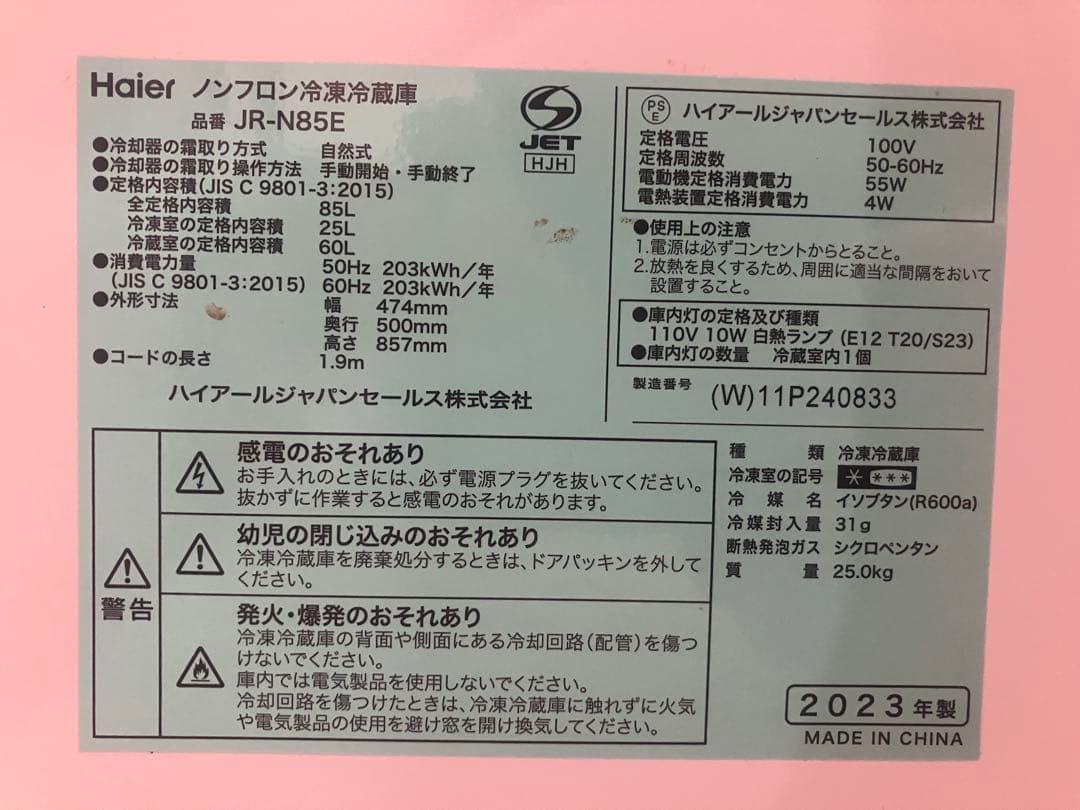 Haier ノンフロン冷凍冷蔵庫
品番 JR-N85E
●冷却器の霜取り方式 自然式
●冷却器の霜取り操作方法 手動開始・手動終了
●定格内容積(JIS C 9801-3:2015)
全定格内容積 85L
冷凍室の定格内容積 25L
冷蔵室の定格内容積 60L
●消費電力量 50Hz 203kWh/年
(JIS C 9801-3:2015) 60Hz 203kWh/年
●外形寸法 幅 474mm
奥行 500mm
高さ 857mm
●コードの長さ 1.9m
ハイアールジャパンセールス株式会社
JET
HJH
PS E ハイアールジャパンセールス株式会社
定格電圧 100V
定格周波数 50-60Hz
電動機定格消費電力 55W
電熱装置定格消費電力 4W
●使用上の注意
1.電源は必ずコンセントからとること。
2.放熱を良くするため、周囲に適当な間隔をおいて
設置すること。
●庫内灯の定格及び種類
110V 10W 白熱ランプ (E12 T20/S23)
●庫内灯の数量 冷蔵室内1個
製造番号 (W)11P240833
警告
感電のおそれあり
お手入れのときには、必ず電源プラグを抜いてください。
抜かずに作業すると感電のおそれがあります。
幼児の閉じ込みのおそれあり
冷凍冷蔵庫を廃棄処分するときは、ドアパッキンを外して
ください。
発火・爆発のおそれあり
冷凍冷蔵庫の背面や側面にある冷却回路(配管)を傷つ
けないでください。
庫内では電気製品を使用しないでください。
冷却回路を傷つけたときは、冷凍冷蔵庫に触れずに火気
や電気製品の使用を避け窓を開け換気してください。
種類 冷凍冷蔵庫
冷凍室の記号 * ***
冷媒名 イソブタン(R600a)
冷媒封入量 31g
断熱発泡ガス シクロペンタン
質量 25.0kg
2023年製
MADE IN CHINA